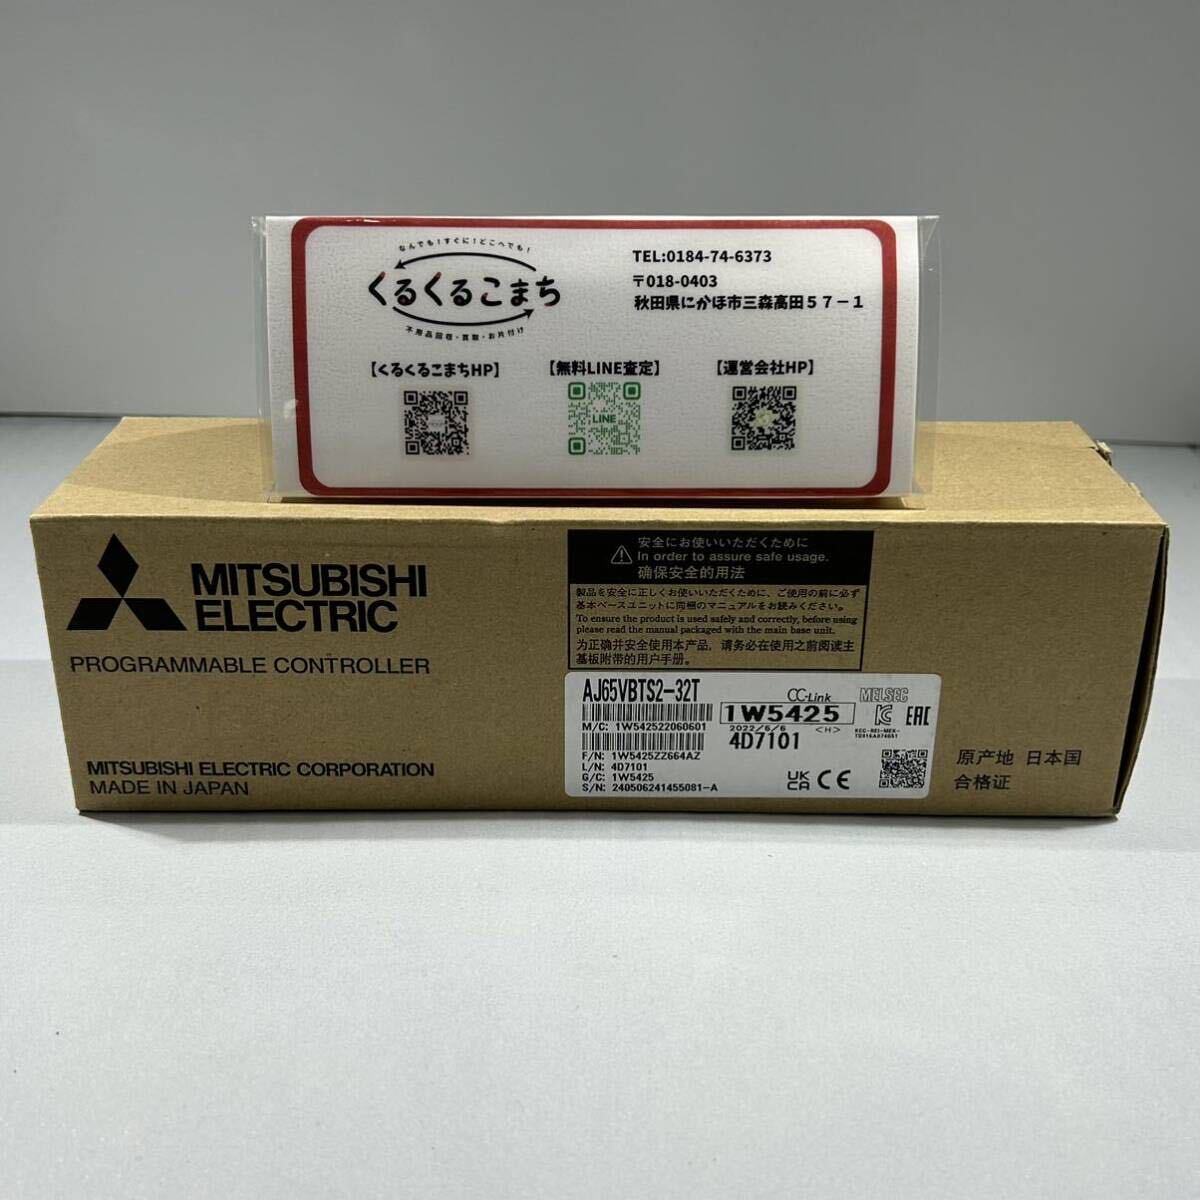 なんでも!すぐに!どこへでも!
くるくるこまち
不用品回収・買取・お片付け
TEL:0184-74-6373
〒018-0403
秋田県にかほ市三森高田57-1
【くるくるこまちHP】
【無料LINE査定】
【運営会社HP】
LINE
MITSUBISHI
ELECTRIC
PROGRAMMABLE CONTROLLER
MITSUBISHI ELECTRIC CORPORATION
MADE IN JAPAN
安全にお使いいただくために
In order to assure safe usage.
确保安全的用法
製品を安全に正しくお使いいただくために、ご使用の前に必ず
基本ベースユニットに同梱のマニュアルをお読みください。
To ensure the product is used safely and correctly, before using
please read the manual packaged with the main base unit.
为正确并安全使用本产品,请务必在使用之前阅读主
基板附带的用户手册。
AJ65VBTS2-32T
CC-Link
MELSEC
M/C: 1W542522060601
1W5425
2022/6/6 <H>
4D7101
F/N: 1W5425ZZ664AZ
L/N: 4D7101
G/C: 1W5425
S/N: 240506241455081-A
KCC-REI-MEK-
UK
CA
CE
EAC
原产地 日本国
合格证